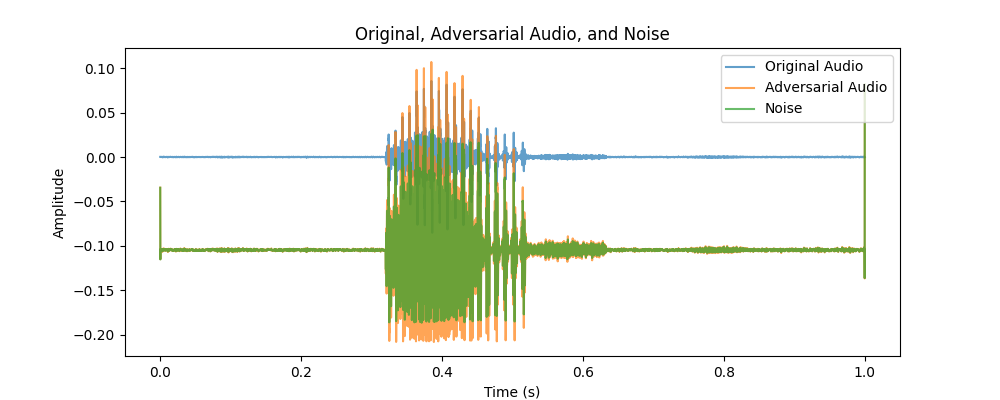 Original, Adversarial Audio, and Noise
Original Audio
Adversarial Audio
Noise
Amplitude
0.10
0.05
0.00
−0.05
−0.10
−0.15
−0.20
0.0 0.2 0.4 0.6 0.8 1.0
Time (s)